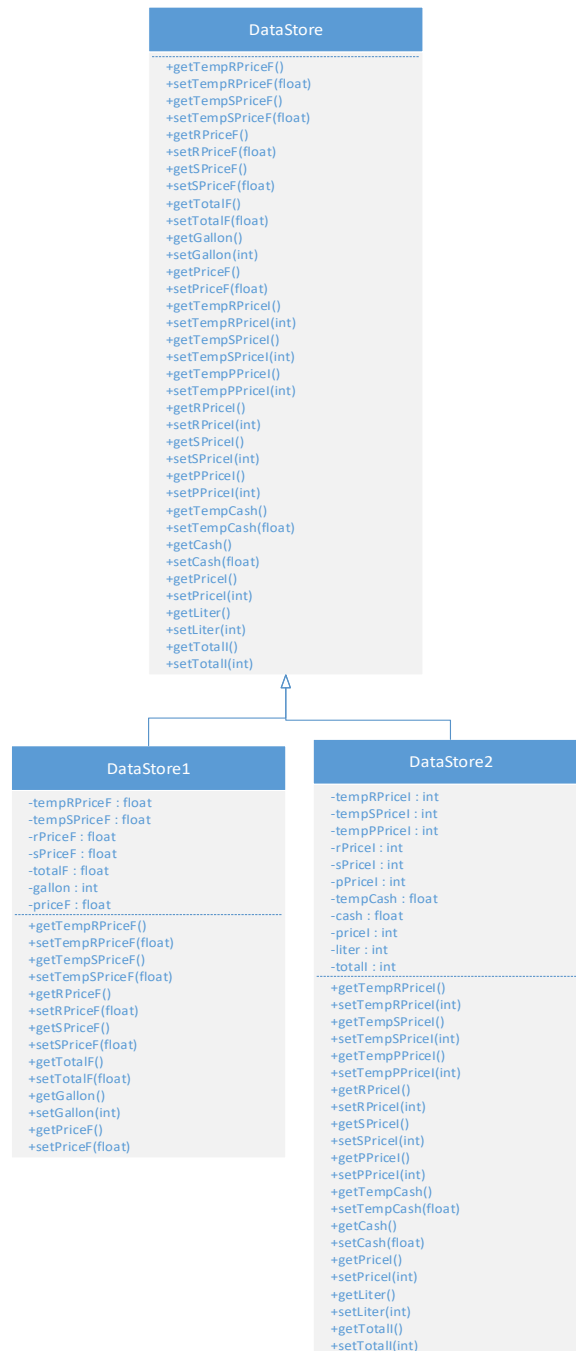 DataStore
+getTempRPriceF()
+setTempRPriceF(float)
+getTempSPriceF()
+setTempSPriceF(float)
+getRPriceF()
+setRPriceF(float)
+getSPriceF()
+setSPriceF(float)
+getTotalF()
+setTotalF(float)
+getGallon()
+setGallon(int)
+getPriceF()
+setPriceF(float)
+getTempRPriceI()
+setTempRPriceI(int)
+getTempSPriceI()
+setTempSPriceI(int)
+getTempPPriceI()
+setTempPPriceI(int)
+getRPriceI()
+setRPriceI(int)
+getSPriceI()
+setSPriceI(int)
+getPPriceI()
+setPPriceI(int)
+getTempCash()
+setTempCash(float)
+getCash()
+setCash(float)
+getPriceI()
+setPriceI(int)
+getLiter()
+setLiter(int)
+getTotalI()
+setTotalI(int)
DataStore1
-tempRPriceF : float
-tempSPriceF : float
-rPriceF : float
-sPriceF : float
-totalF : float
-gallon : int
-priceF : float
+getTempRPriceF()
+setTempRPriceF(float)
+getTempSPriceF()
+setTempSPriceF(float)
+getRPriceF()
+setRPriceF(float)
+getSPriceF()
+setSPriceF(float)
+getTotalF()
+setTotalF(float)
+getGallon()
+setGallon(int)
+getPriceF()
+setPriceF(float)
DataStore2
-tempRPriceI : int
-tempSPriceI : int
-tempPPriceI : int
-rPriceI : int
-sPriceI : int
-pPriceI : int
-tempCash : float
-cash : float
-priceI : int
-liter : int
-totalI : int
+getTempRPriceI()
+setTempRPriceI(int)
+getTempSPriceI()
+setTempSPriceI(int)
+getTempPPriceI()
+setTempPPriceI(int)
+getRPriceI()
+setRPriceI(int)
+getSPriceI()
+setSPriceI(int)
+getPPriceI()
+setPPriceI(int)
+getTempCash()
+setTempCash(float)
+getCash()
+setCash(float)
+getPriceI()
+setPriceI(int)
+getLiter()
+setLiter(int)
+getTotalI()
+setTotalI(int)